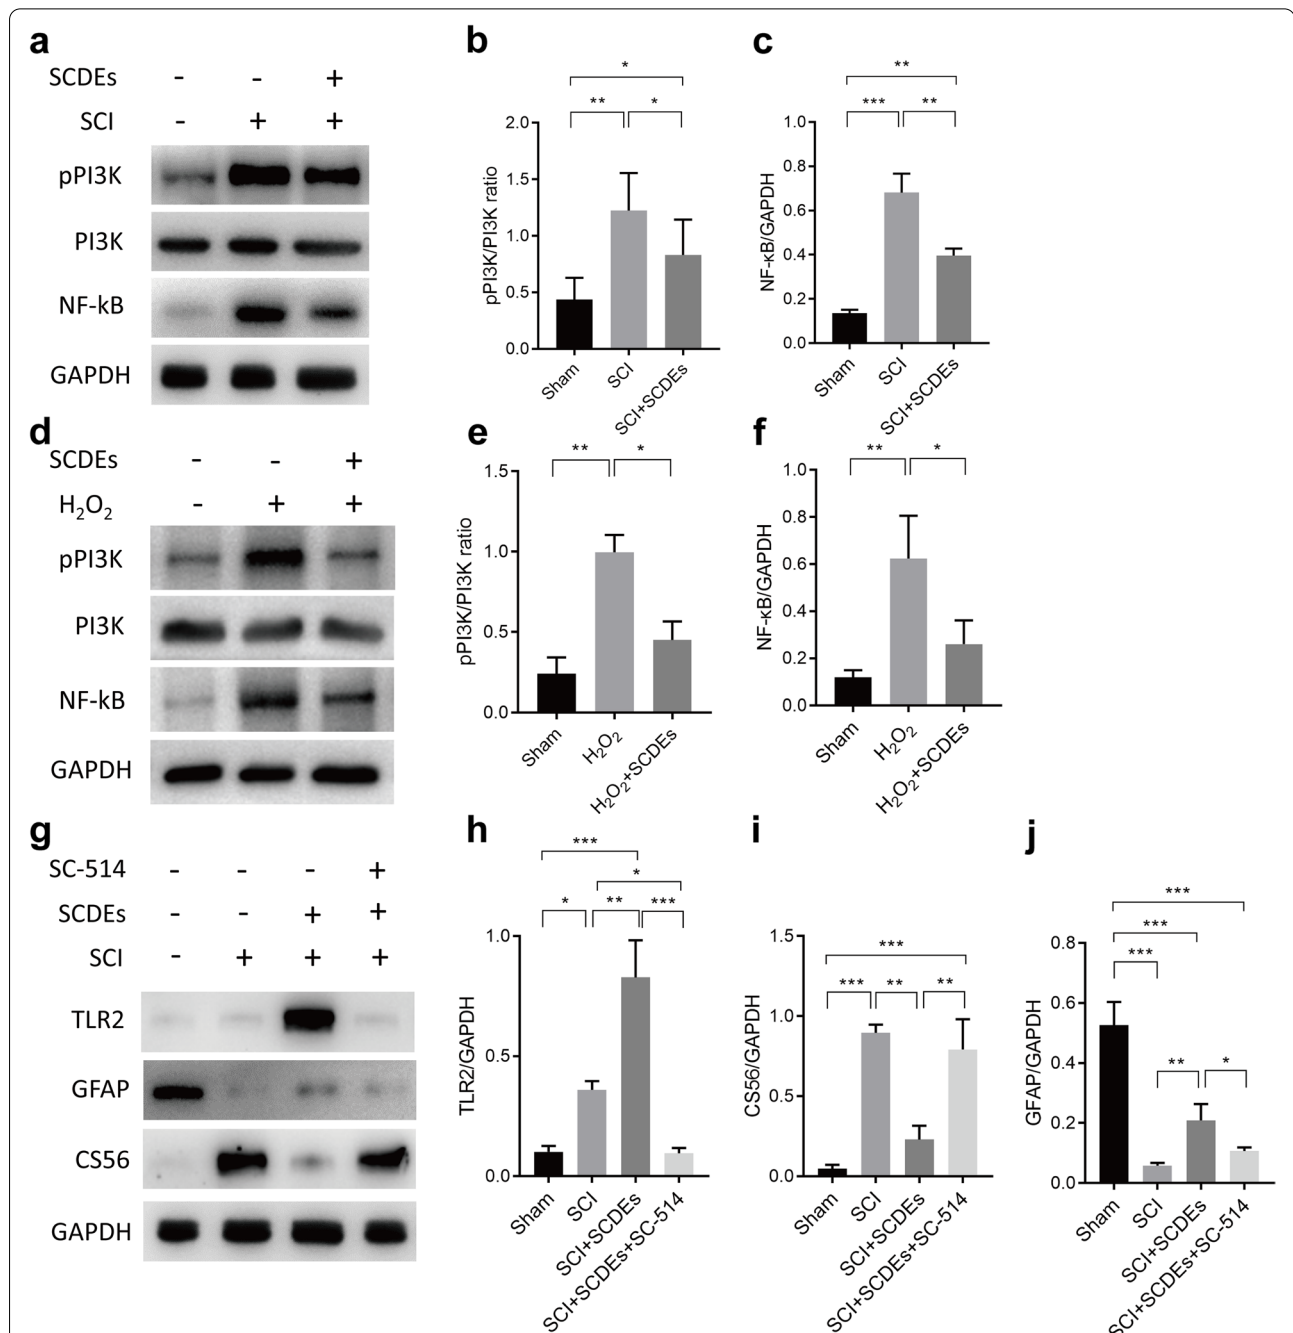 a
SCDEs - - +
SCI - + +
pPI3K
PI3K
NF-kB
GAPDH
b
*
** *
pPI3K/PI3K ratio
2.0
1.5
1.0
0.5
0.0
Sham
SCI
SCI+SCDEs
c
**
*** **
NF-κB/GAPDH
1.0
0.8
0.6
0.4
0.2
0.0
Sham
SCI
SCI+SCDEs
d
SCDEs - - +
H₂O₂ - + +
pPI3K
PI3K
NF-kB
GAPDH
e
** *
pPI3K/PI3K ratio
1.5
1.0
0.5
0.0
Sham
H₂O₂
H₂O₂+SCDEs
f
** *
NF-κB/GAPDH
1.0
0.8
0.6
0.4
0.2
0.0
Sham
H₂O₂
H₂O₂+SCDEs
g
SC-514 - - - +
SCDEs - - + +
SCI - + + +
TLR2
GFAP
CS56
GAPDH
h
***
*
* ** ***
TLR2/GAPDH
1.0
0.5
0.0
Sham
SCI
SCI+SCDEs
SCI+SCDEs+SC-514
i
***
*** ** **
CS56/GAPDH
1.5
1.0
0.5
0.0
Sham
SCI
SCI+SCDEs
SCI+SCDEs+SC-514
j
***
***
***
** *
GFAP/GAPDH
0.8
0.6
0.4
0.2
0.0
Sham
SCI
SCI+SCDEs
SCI+SCDEs+SC-514